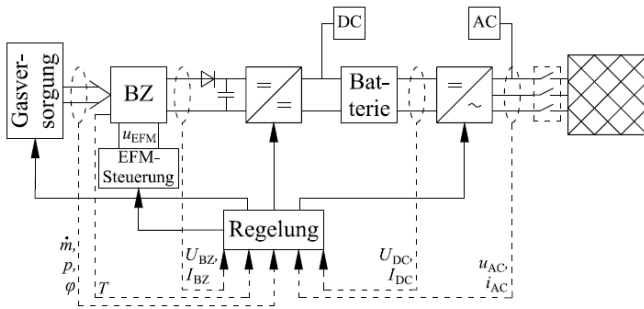 DC
AC
Gasver-
sorgung
BZ
=
=
Bat-
terie
=
~
u_EFM
EFM-
Steuerung
Regelung
ṁ,
p,
φ
T
U_BZ,
I_BZ
U_DC,
I_DC
u_AC,
i_AC